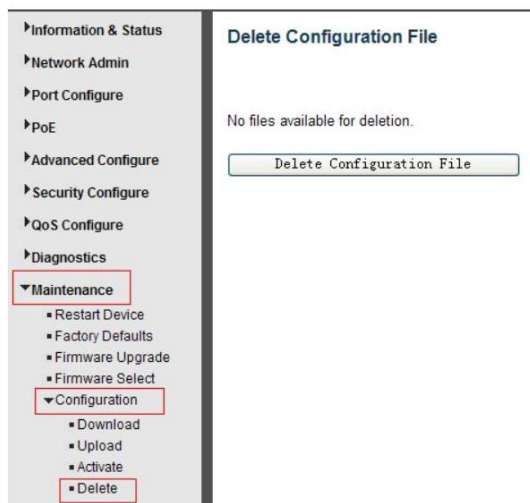 Information & Status
Network Admin
Port Configure
PoE
Advanced Configure
Security Configure
QoS Configure
Diagnostics
Maintenance
Restart Device
Factory Defaults
Firmware Upgrade
Firmware Select
Configuration
Download
Upload
Activate
Delete
Delete Configuration File
No files available for deletion.
Delete Configuration File